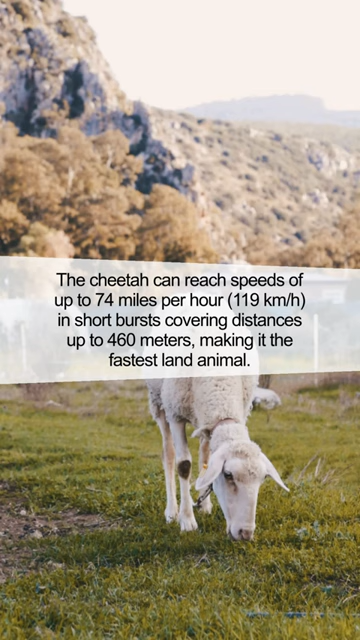 The cheetah can reach speeds of
up to 74 miles per hour (119 km/h)
in short bursts covering distances
up to 460 meters, making it the
fastest land animal.